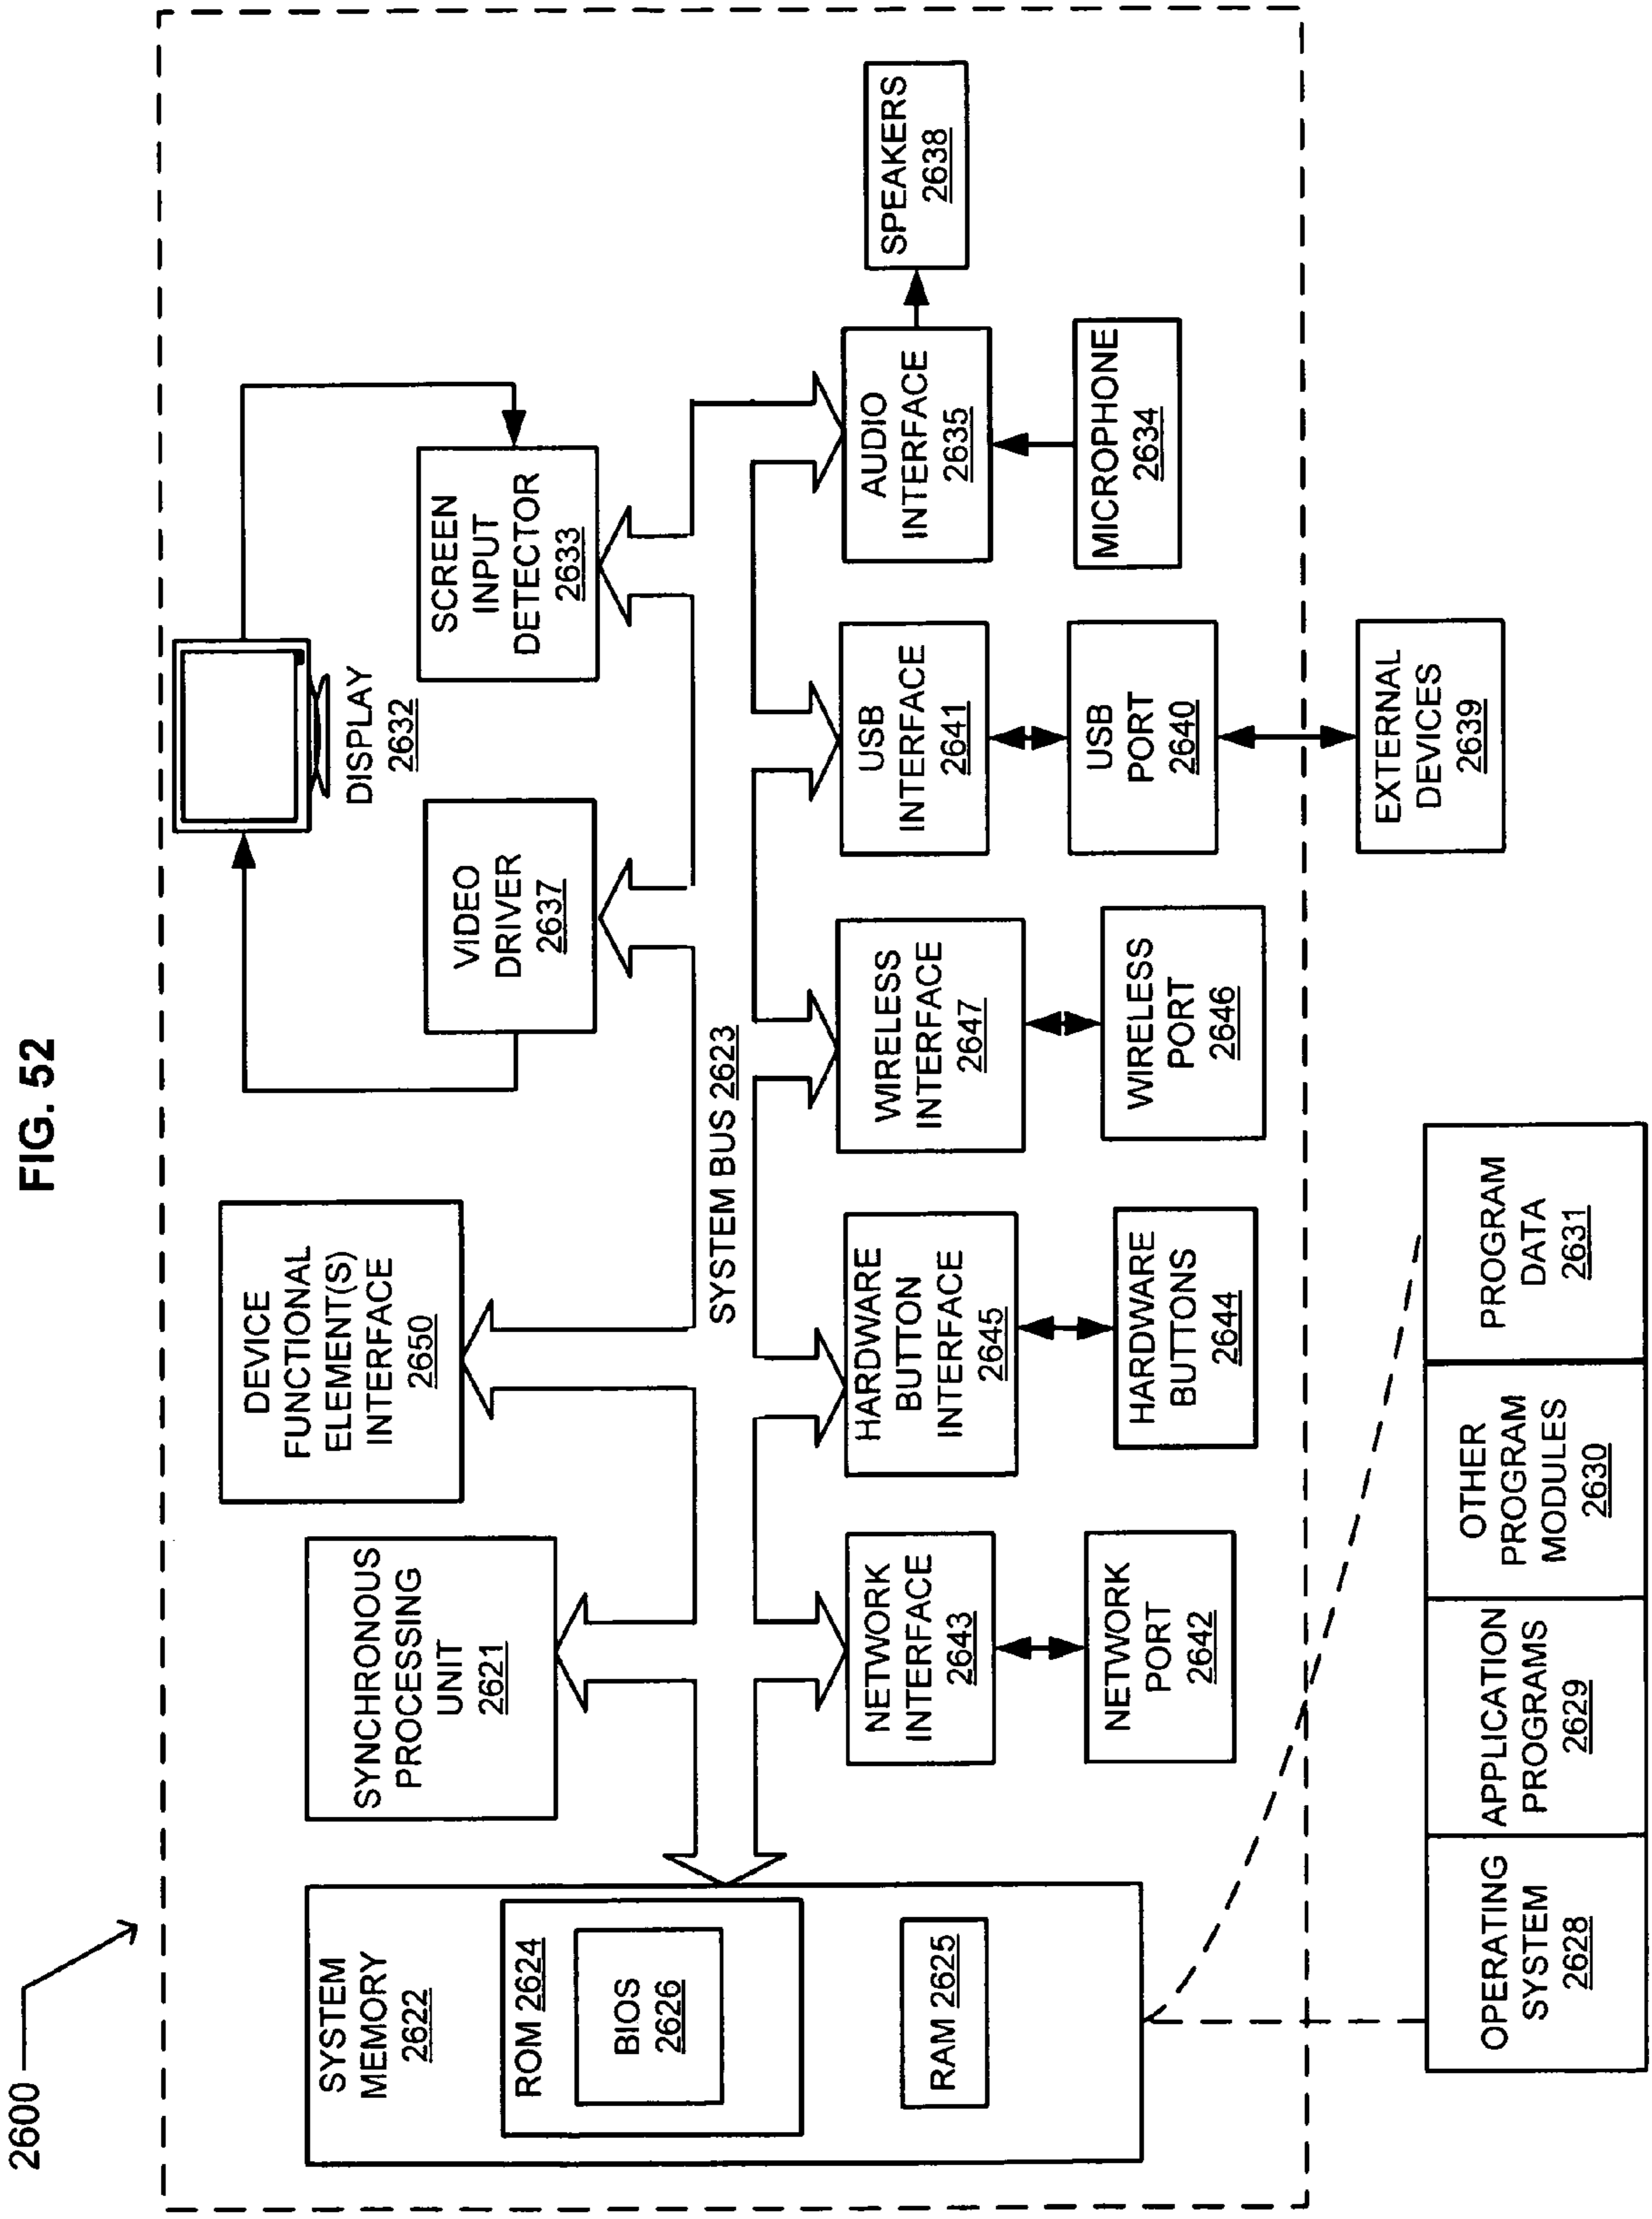 2600
FIG. 52
SYSTEM
MEMORY
2622
ROM 2624
BIOS
2626
RAM 2625
SYNCHRONOUS
PROCESSING
UNIT
2621
DEVICE
FUNCTIONAL
ELEMENT(S)
INTERFACE
2650
VIDEO
DRIVER
2637
DISPLAY
2632
SCREEN
INPUT
DETECTOR
2633
SYSTEM BUS 2623
NETWORK
INTERFACE
2643
HARDWARE
BUTTON
INTERFACE
2645
WIRELESS
INTERFACE
2647
USB
INTERFACE
2641
AUDIO
INTERFACE
2635
SPEAKERS
2638
NETWORK
PORT
2642
HARDWARE
BUTTONS
2644
WIRELESS
PORT
2646
USB
PORT
2640
MICROPHONE
2634
EXTERNAL
DEVICES
2639
OPERATING
SYSTEM
2628
APPLICATION
PROGRAMS
2629
OTHER
PROGRAM
MODULES
2630
PROGRAM
DATA
2631